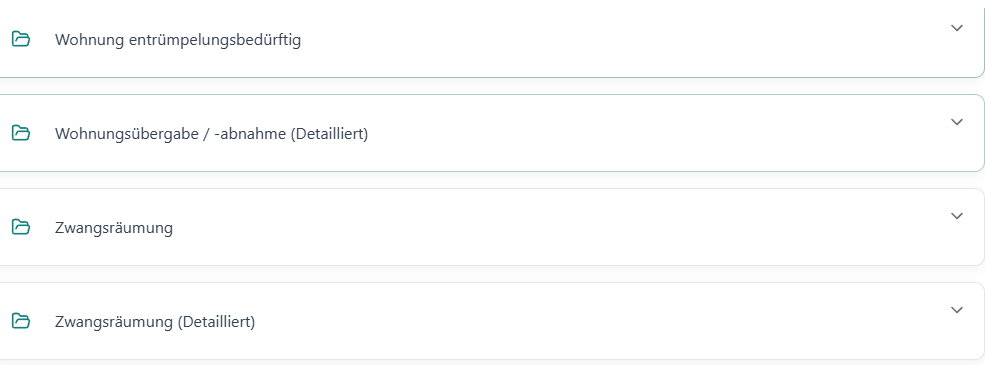 Wohnung entrümpelungsbedürftig
Wohnungsübergabe / -abnahme (Detailliert)
Zwangsräumung
Zwangsräumung (Detailliert)